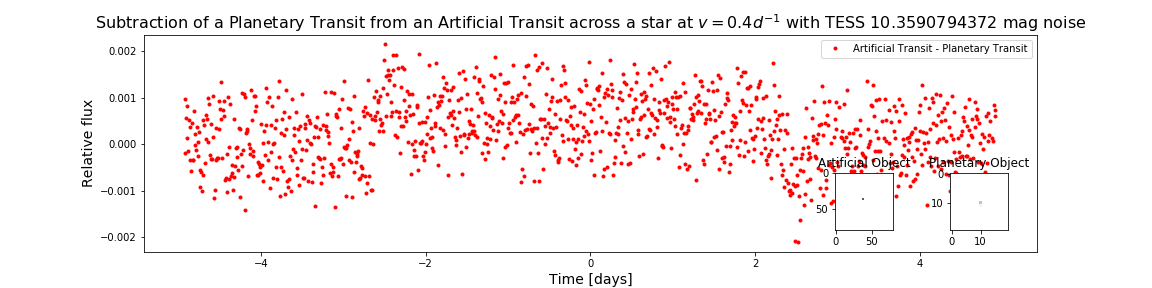 Subtraction of a Planetary Transit from an Artificial Transit across a star at v = 0.4d⁻¹ with TESS 10.3590794372 mag noise
Artificial Transit - Planetary Transit
Relative flux
0.002
0.001
0.000
−0.001
−0.002
Artificial Object
0
50
0 50
Planetary Object
0
10
0 10
−4 −2 0 2 4
Time [days]